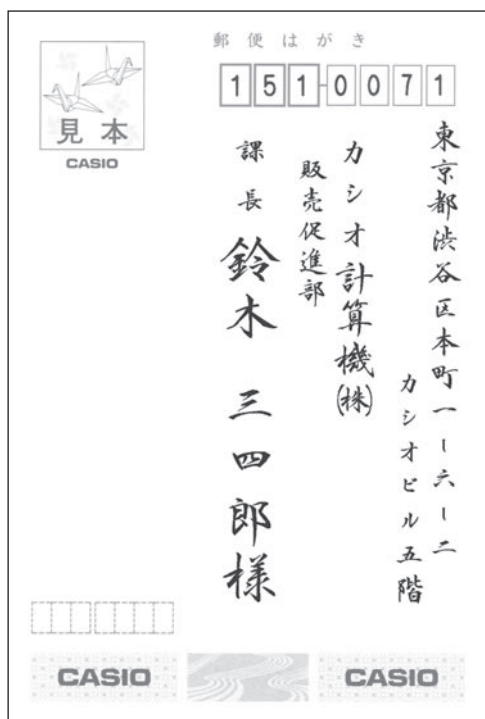 郵便はがき
151-0071
東京都渋谷区本町一ー六ー二
カシオビル五階
カシオ計算機㈱
販売促進部
課長 鈴木 三四郎様
見本
CASIO
CASIO
CASIO